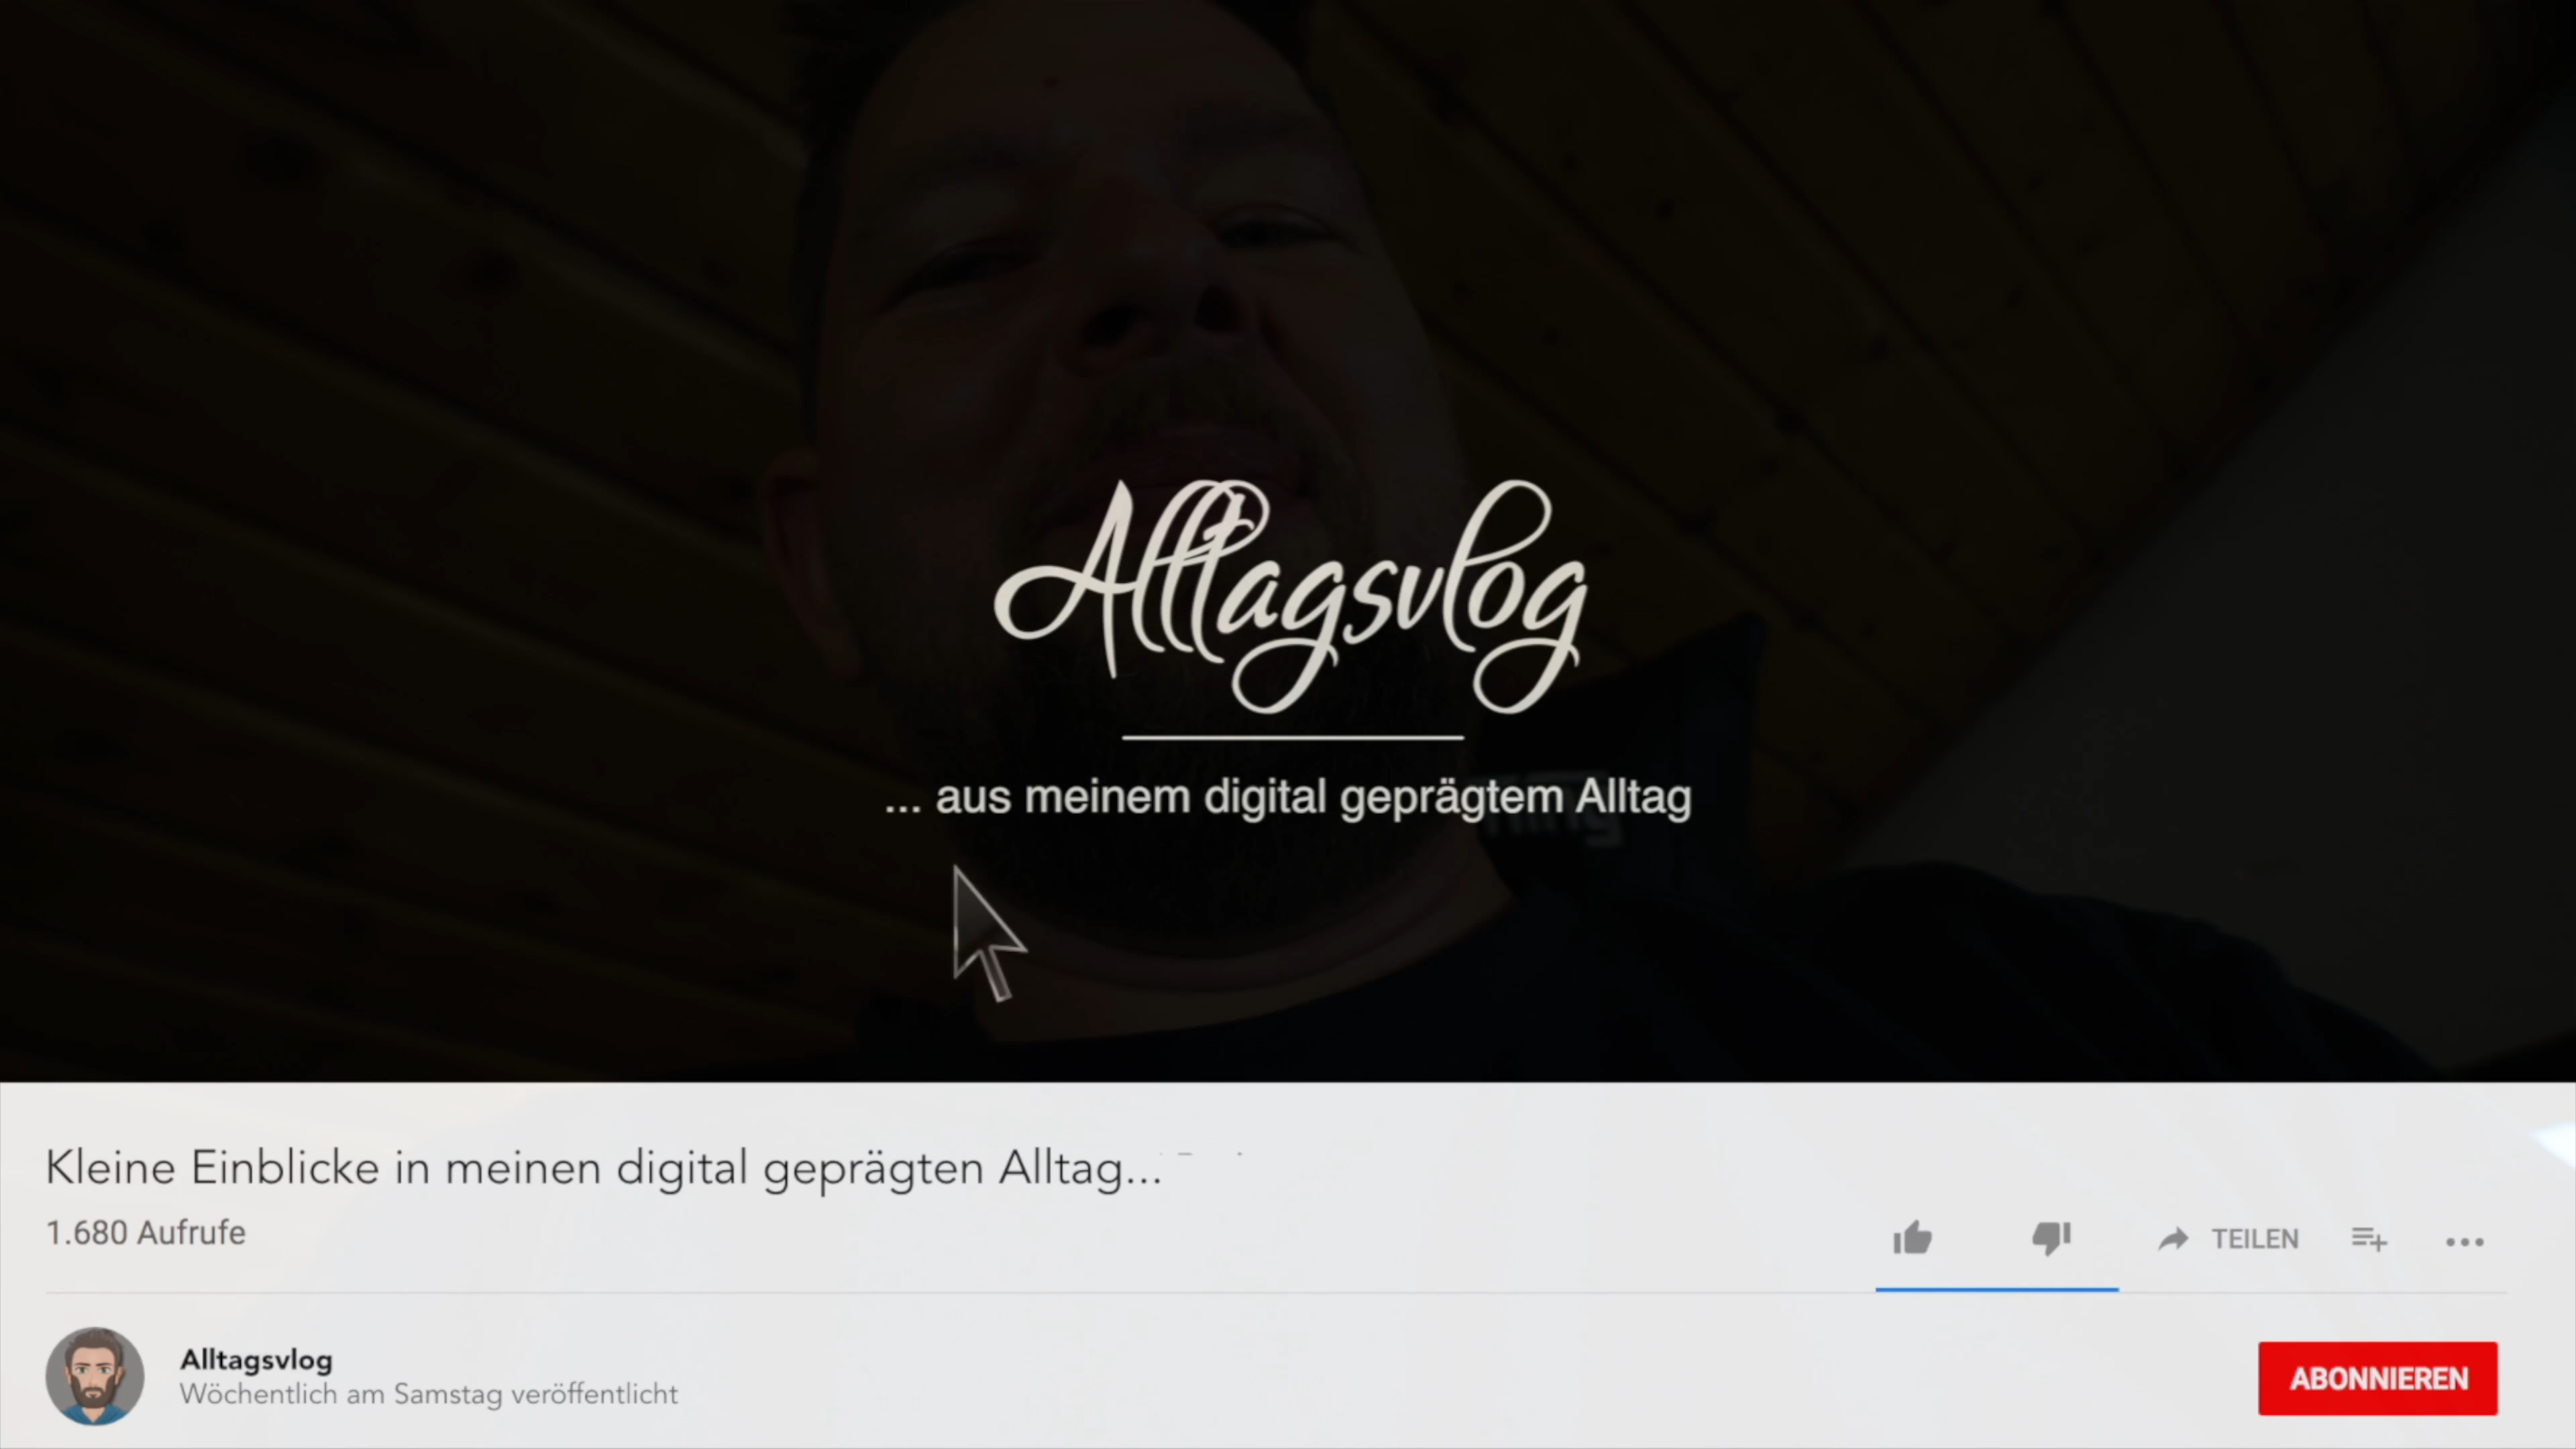 Alltagsvlog
... aus meinem digital geprägtem Alltag
Kleine Einblicke in meinen digital geprägten Alltag...
1.680 Aufrufe
TEILEN
Alltagsvlog
Wöchentlich am Samstag veröffentlicht
ABONNIEREN